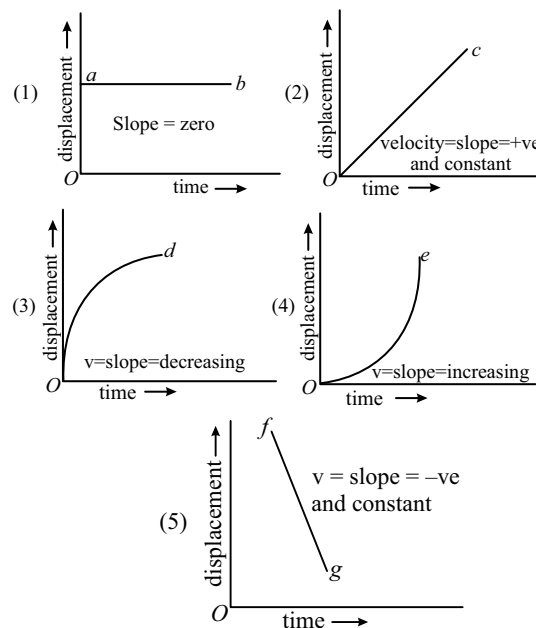 (1)
displacement
a
b
Slope = zero
O
time
(2)
displacement
c
velocity=slope=+ve
and constant
O
time
(3)
displacement
d
v=slope=decreasing
O
time
(4)
displacement
e
v=slope=increasing
O
time
(5)
displacement
f
v = slope = –ve
and constant
g
O
time